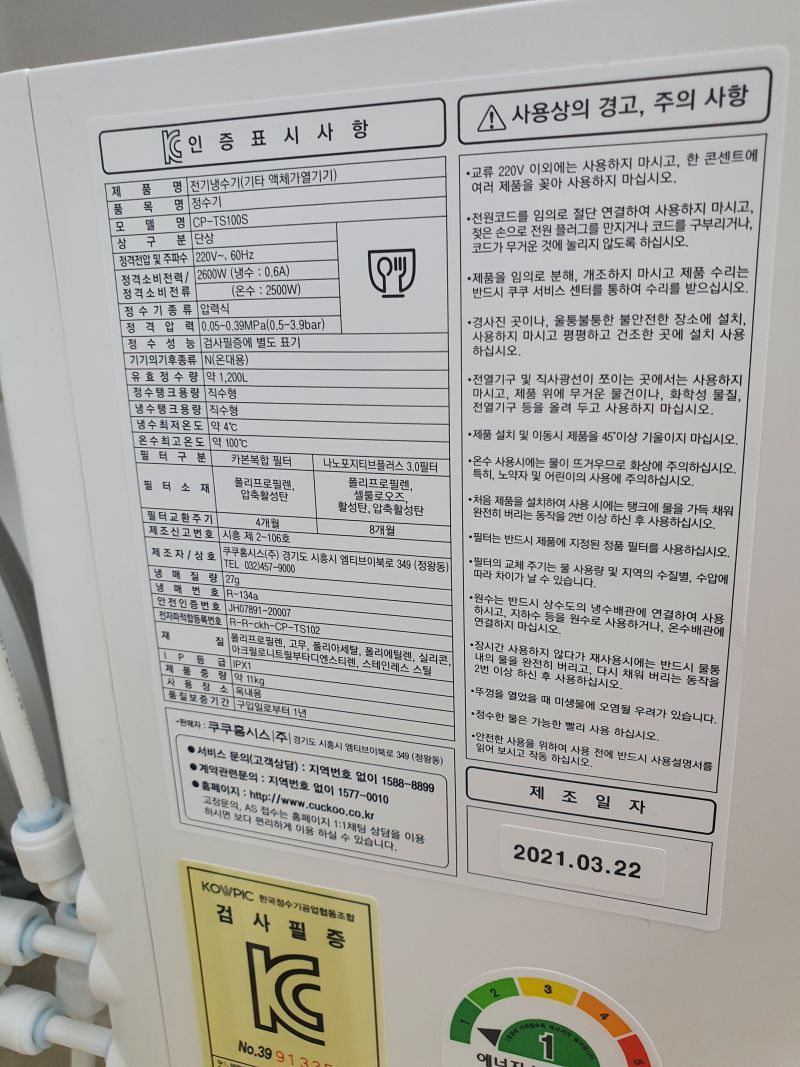 인증표시사항
제품명 전기냉수기(기타 액체가열기기)
품목명 정수기
모델명 CP-TS100S
상구분 단상
정격전압 및 주파수 220V~, 60Hz
정격소비전력/ 2600W (냉수 : 0.6A)
정격소비전류 (온수 : 2500W)
정수기종류 압력식
정격압력 0.05-0.39MPa(0.5-3.9bar)
정수성능 검사필증에 별도 표기
기기의기후종류 N(온대용)
유효정수량 약 1,200L
정수탱크용량 직수형
냉수탱크용량 직수형
냉수최저온도 약 4℃
온수최고온도 약 100℃
필터구분 카본복합 필터 나노포지티브플러스 3.0필터
필터소재 폴리프로필렌, 압축활성탄 폴리프로필렌, 셀룰로오즈, 활성탄, 압축활성탄
필터교환주기 4개월 8개월
제조신고번호 시흥 제 2-106호
제조자/상호 쿠쿠홈시스(주) 경기도 시흥시 엠티브이북로 349 (정왕동)
TEL 032)457-9000
냉매질량 27g
냉매번호 R-134a
안전인증번호 JH07891-20007
전자파적합등록번호 R-R-ckh-CP-TS102
재질 폴리프로필렌, 고무, 폴리아세탈, 폴리에틸렌, 실리콘,
아크릴로니트릴부타디엔스티렌, 스테인레스 스틸
IP등급 IPX1
제품중량 약 11kg
사용장소 옥내용
품질보증기간 구입일로부터 1년
•판매자 : 쿠쿠홈시스(주) 경기도 시흥시 엠티브이북로 349 (정왕동)
●서비스 문의(고객상담) : 지역번호 없이 1588-8899
●계약관련문의 : 지역번호 없이 1577-0010
●홈페이지 : http://www.cuckoo.co.kr
고장문의, AS 접수는 홈페이지 1:1채팅 상담을 이용
하시면 보다 편리하게 이용 하실 수 있습니다.
사용상의 경고, 주의 사항
•교류 220V 이외에는 사용하지 마시고, 한 콘센트에
여러 제품을 꽂아 사용하지 마십시오.
•전원코드를 임의로 절단 연결하여 사용하지 마시고,
젖은 손으로 전원 플러그를 만지거나 코드를 구부리거나,
코드가 무거운 것에 눌리지 않도록 하십시오.
•제품을 임의로 분해, 개조하지 마시고 제품 수리는
반드시 쿠쿠 서비스 센터를 통하여 수리를 받으십시오.
•경사진 곳이나, 울퉁불퉁한 불안전한 장소에 설치,
사용하지 마시고 평평하고 건조한 곳에 설치 사용
하십시오.
•전열기구 및 직사광선이 쪼이는 곳에서는 사용하지
마시고, 제품 위에 무거운 물건이나, 화학성 물질,
전열기구 등을 올려 두고 사용하지 마십시오.
•제품 설치 및 이동시 제품을 45°이상 기울이지 마십시오.
•온수 사용시에는 물이 뜨거우므로 화상에 주의하십시오.
특히, 노약자 및 어린이의 사용에 주의하십시오.
•처음 제품을 설치하여 사용 시에는 탱크에 물을 가득 채워
완전히 버리는 동작을 2번 이상 하신 후 사용하십시오.
•필터는 반드시 제품에 지정된 정품 필터를 사용하십시오.
•필터의 교체 주기는 물 사용량 및 지역의 수질별, 수압에
따라 차이가 날 수 있습니다.
•원수는 반드시 상수도의 냉수배관에 연결하여 사용
하시고, 지하수 등을 원수로 사용하거나, 온수배관에
연결하지 마십시오.
•장시간 사용하지 않다가 재사용시에는 반드시 물통
내의 물을 완전히 버리고, 다시 채워 버리는 동작을
2번 이상 하신 후 사용하십시오.
•뚜껑을 열었을 때 미생물에 오염될 우려가 있습니다.
•정수한 물은 가능한 빨리 사용 하십시오.
•안전한 사용을 위하여 사용 전에 반드시 사용설명서를
읽어 보시고 작동 하십시오.
제조일자
2021.03.22
KOWPIC 한국정수기공업협동조합
검사필증
No.39 9133
1 2 3 4 5
1